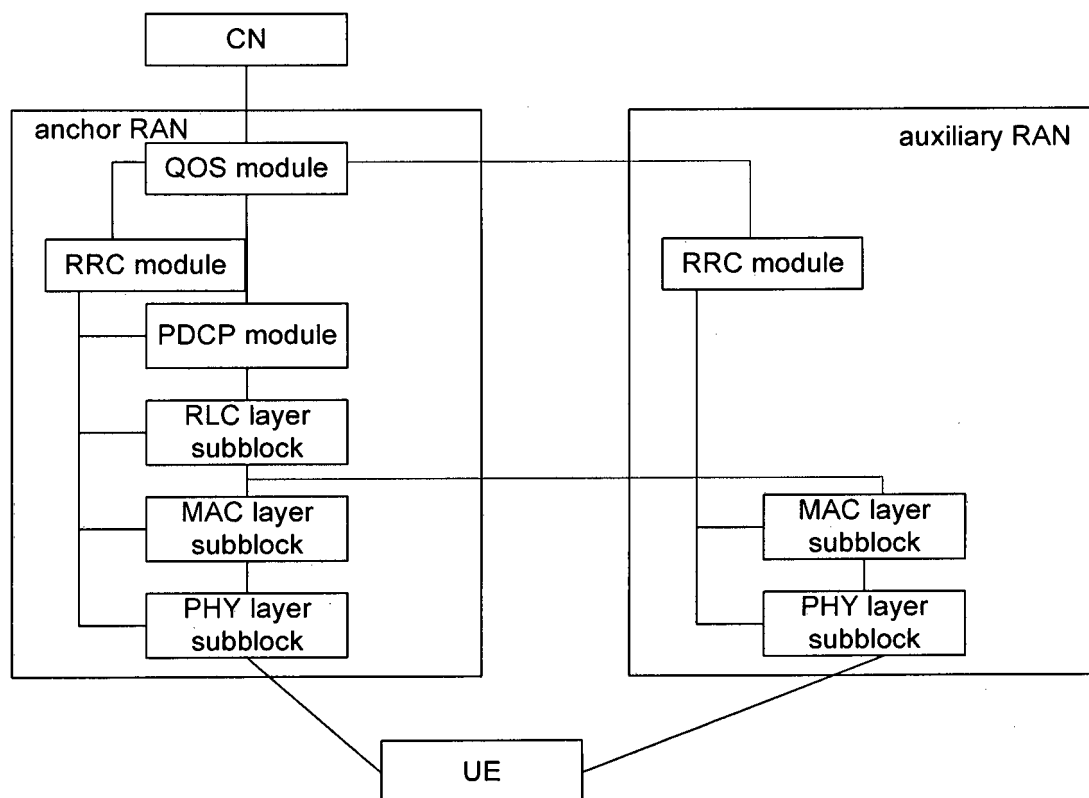 CN
anchor RAN
auxiliary RAN
QOS module
RRC module
RRC module
PDCP module
RLC layer
subblock
MAC layer
subblock
MAC layer
subblock
PHY layer
subblock
PHY layer
subblock
UE